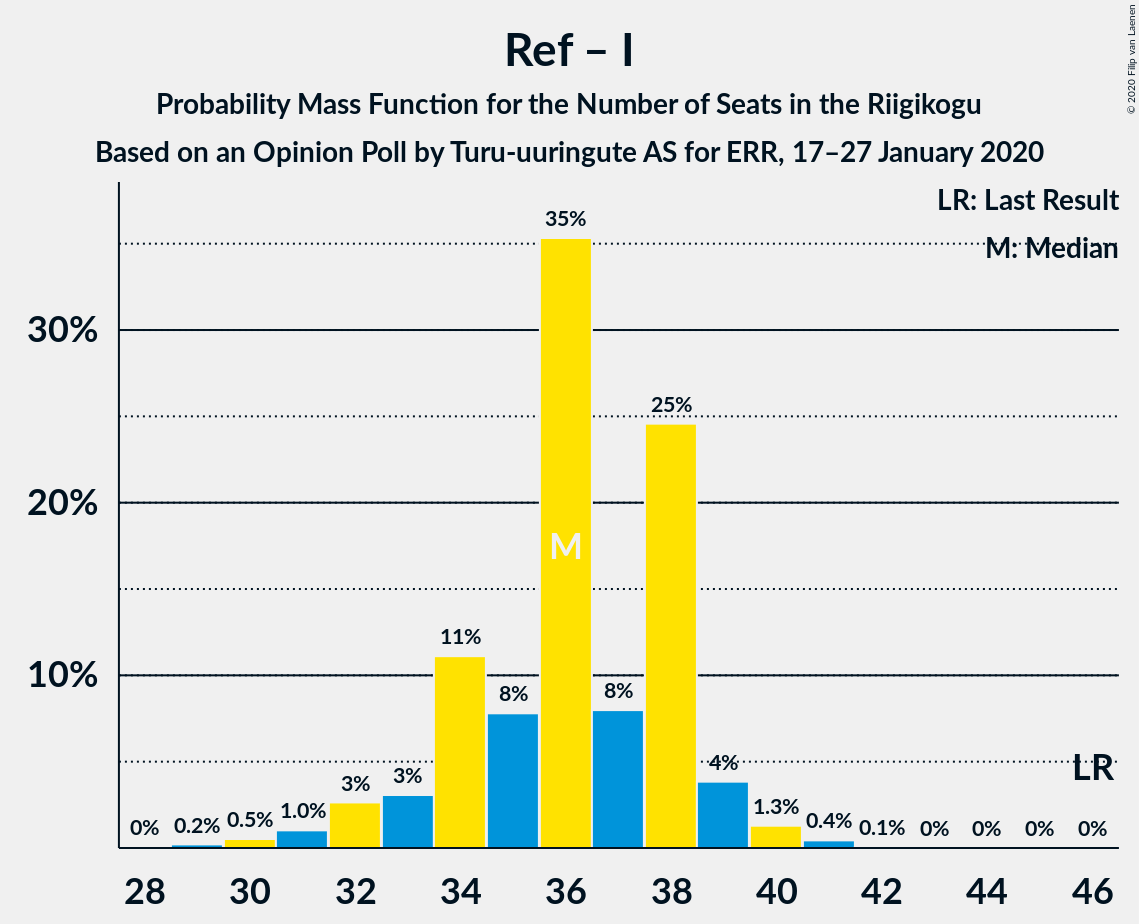 Ref – I
Probability Mass Function for the Number of Seats in the Riigikogu
Based on an Opinion Poll by Turu-uuringute AS for ERR, 17–27 January 2020
© 2020 Filip van Laenen
LR: Last Result
M: Median
30%
20%
10%
0% 0.2% 0.5% 1.0% 3% 3% 11% 8% 35% 8% 25% 4% 1.3% 0.4% 0.1% 0% 0% 0% 0%
M
LR
28 30 32 34 36 38 40 42 44 46